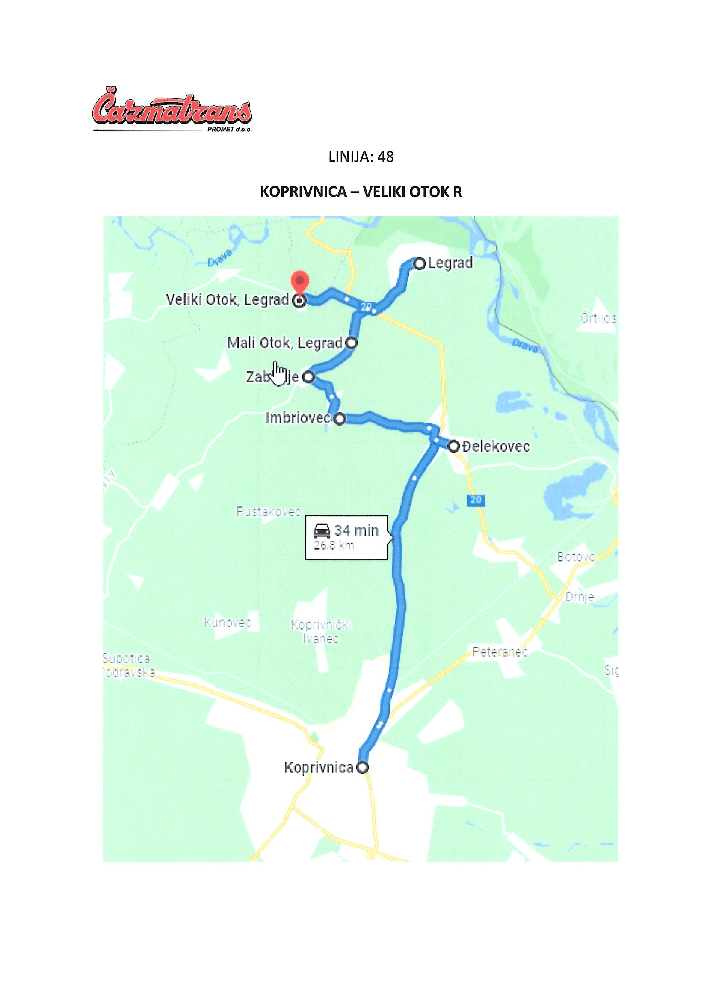 Čazmatrans
PROMET d.o.o.
LINIJA: 48
KOPRIVNICA – VELIKI OTOK R
Drava
Legrad
Veliki Otok, Legrad
20
Őrtilos
Mali Otok, Legrad
Drava
Imbriovec
Đelekovec
20
Pustakovec
34 min
26.8 km
Botovo
Drnje
Kunovec
Koprivnički
Ivanec
Peteranec
Subotica
Podravska
Koprivnica